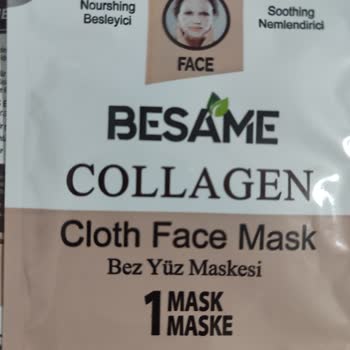 Nourshing
Besleyici
Soothing
Nemlendirici
FACE
BESAME
COLLAGEN
Cloth Face Mask
Bez Yüz Maskesi
1 MASK
MASKE